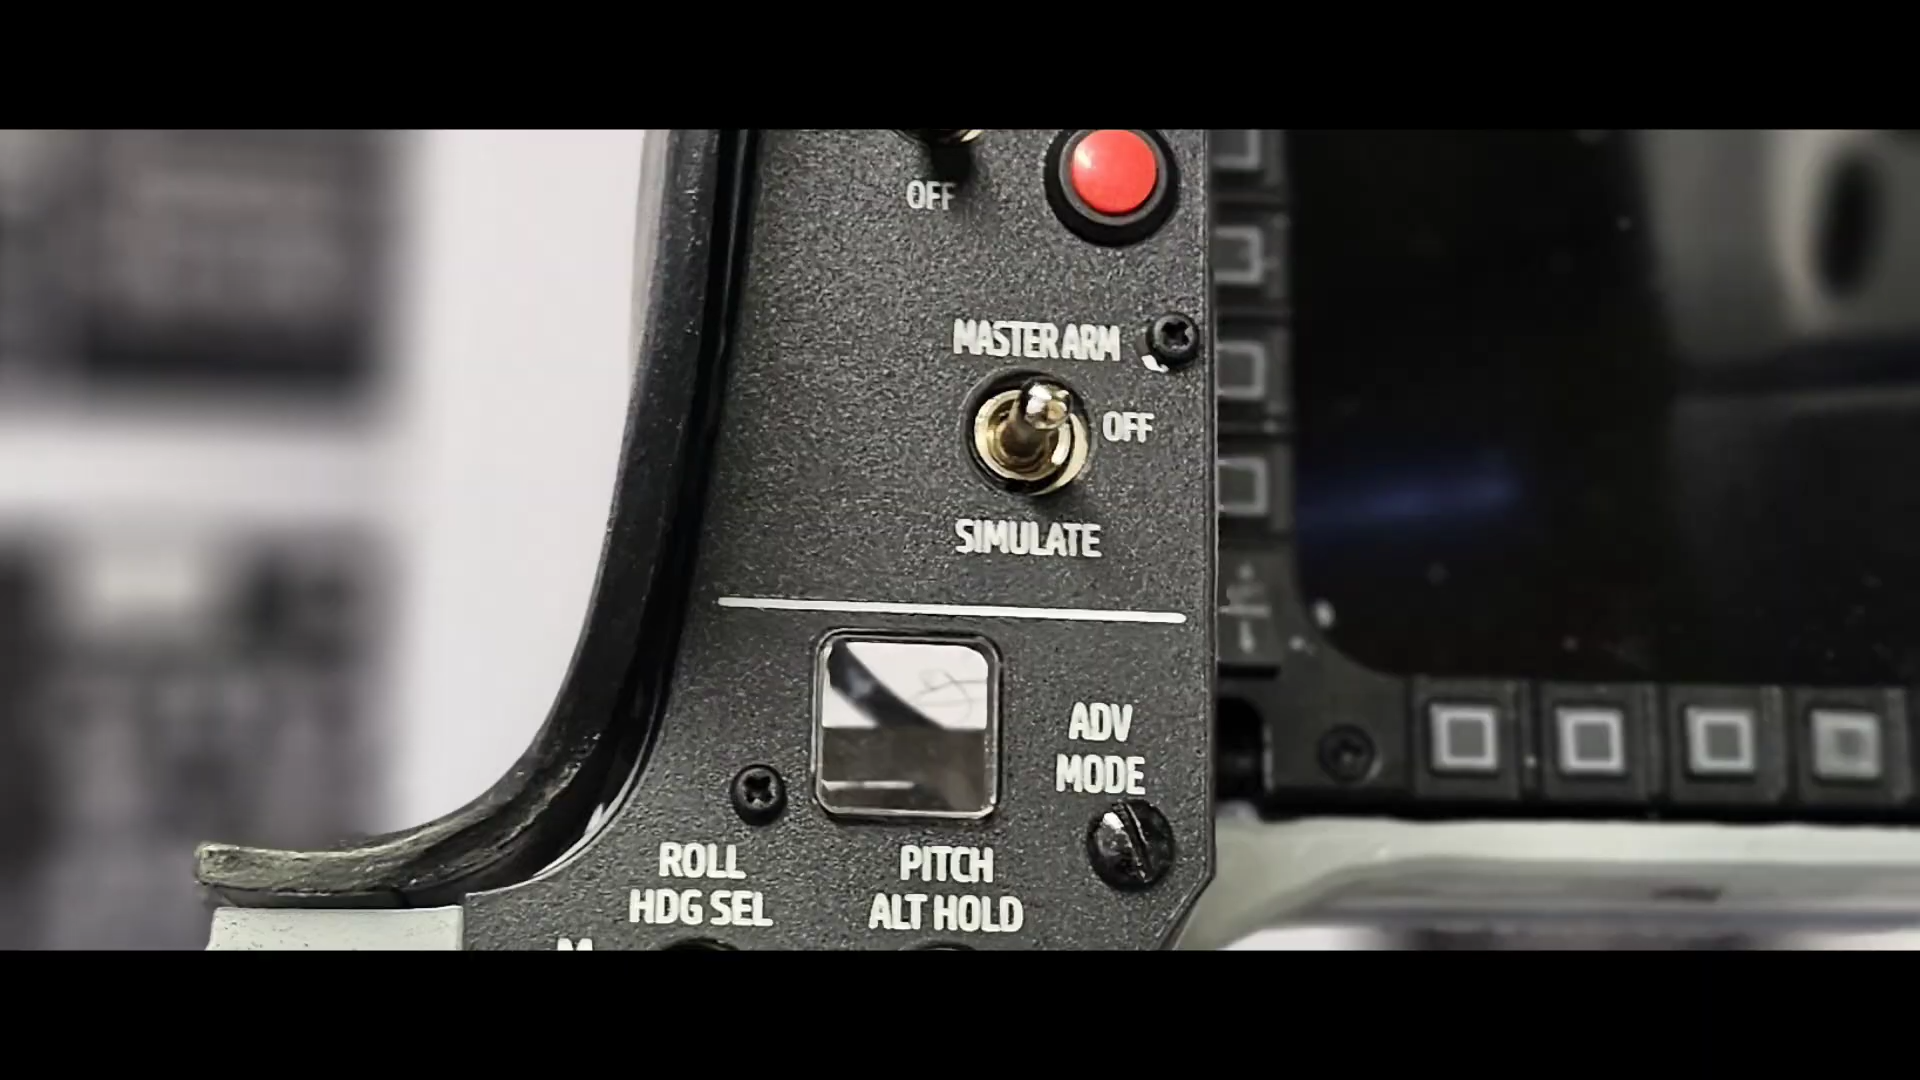 OFF
MASTER ARM
OFF
SIMULATE
ADV
MODE
ROLL
HDG SEL
PITCH
ALT HOLD